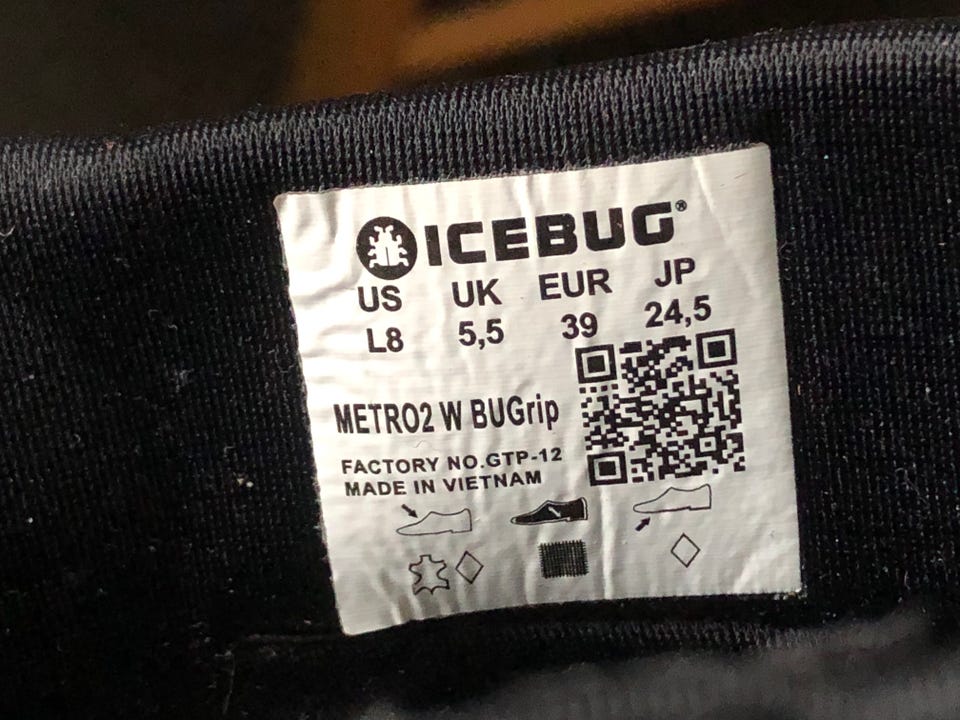 ICEBUG®
US UK EUR JP
L8 5,5 39 24,5
METRO2 W BUGrip
FACTORY NO.GTP-12
MADE IN VIETNAM